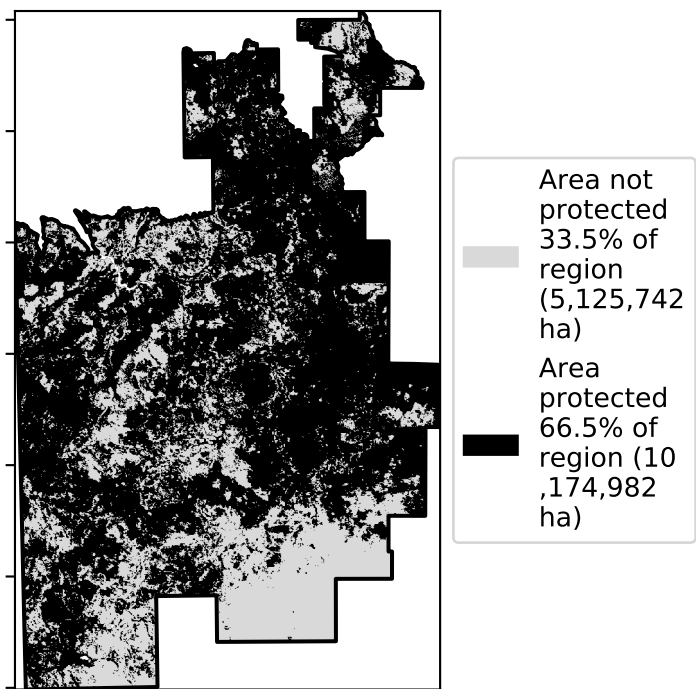 Area not
protected
33.5% of
region
(5,125,742
ha)
Area
protected
66.5% of
region (10
,174,982
ha)